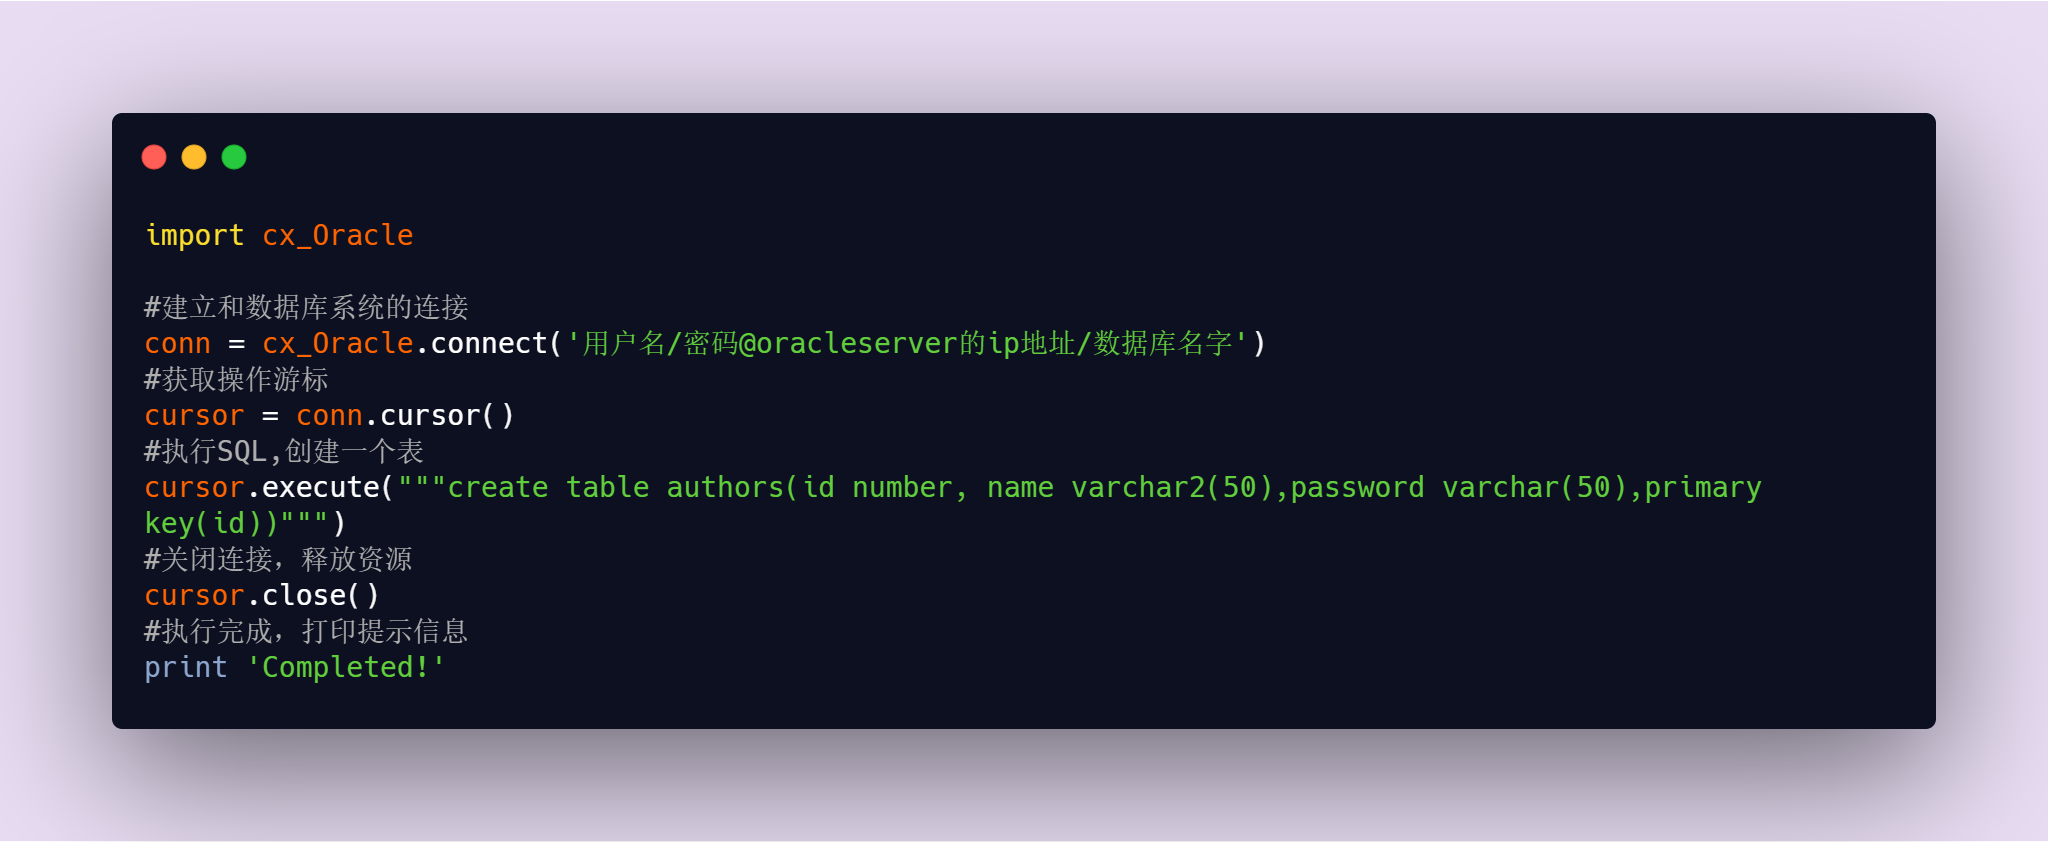 import cx_Oracle
#建立和数据库系统的连接
conn = cx_Oracle.connect('用户名/密码@oracleserver的ip地址/数据库名字')
#获取操作游标
cursor = conn.cursor()
#执行SQL,创建一个表
cursor.execute("""create table authors(id number, name varchar2(50),password varchar(50),primary
key(id))""")
#关闭连接，释放资源
cursor.close()
#执行完成，打印提示信息
print 'Completed!'